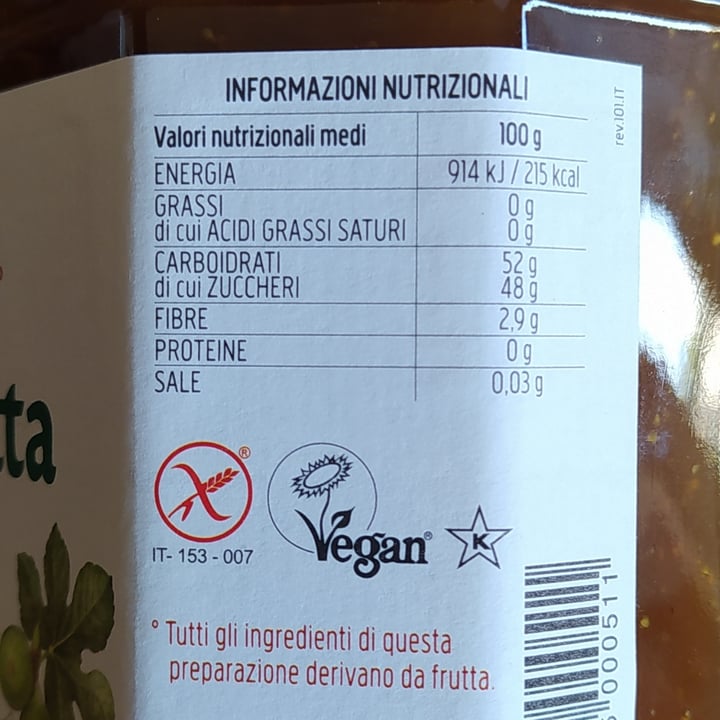 INFORMAZIONI NUTRIZIONALI
Valori nutrizionali medi 100 g
ENERGIA 914 kJ / 215 kcal
GRASSI 0 g
di cui ACIDI GRASSI SATURI 0 g
CARBOIDRATI 52 g
di cui ZUCCHERI 48 g
FIBRE 2,9 g
PROTEINE 0 g
SALE 0,03 g
rev.101.IT
ta
®
IT- 153 - 007
Vegan®
K
° Tutti gli ingredienti di questa
preparazione derivano da frutta.
000511